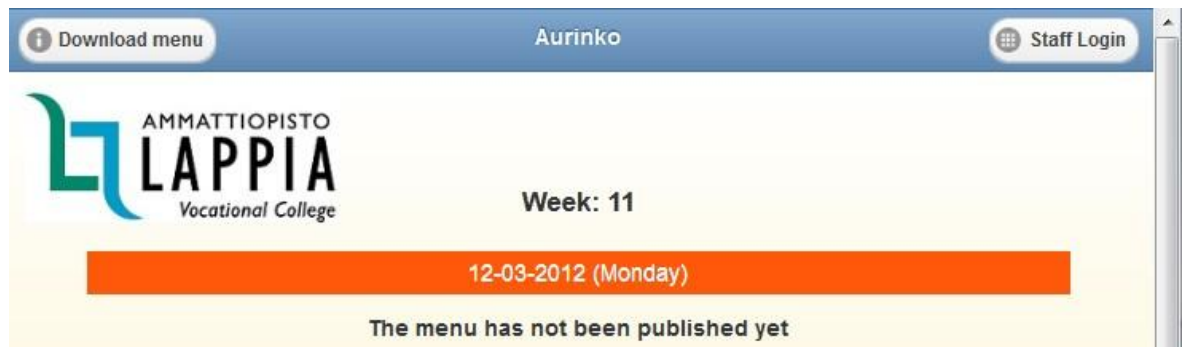 Download menu
Aurinko
Staff Login
AMMATTIOPISTO
LAPPIA
Vocational College
Week: 11
12-03-2012 (Monday)
The menu has not been published yet